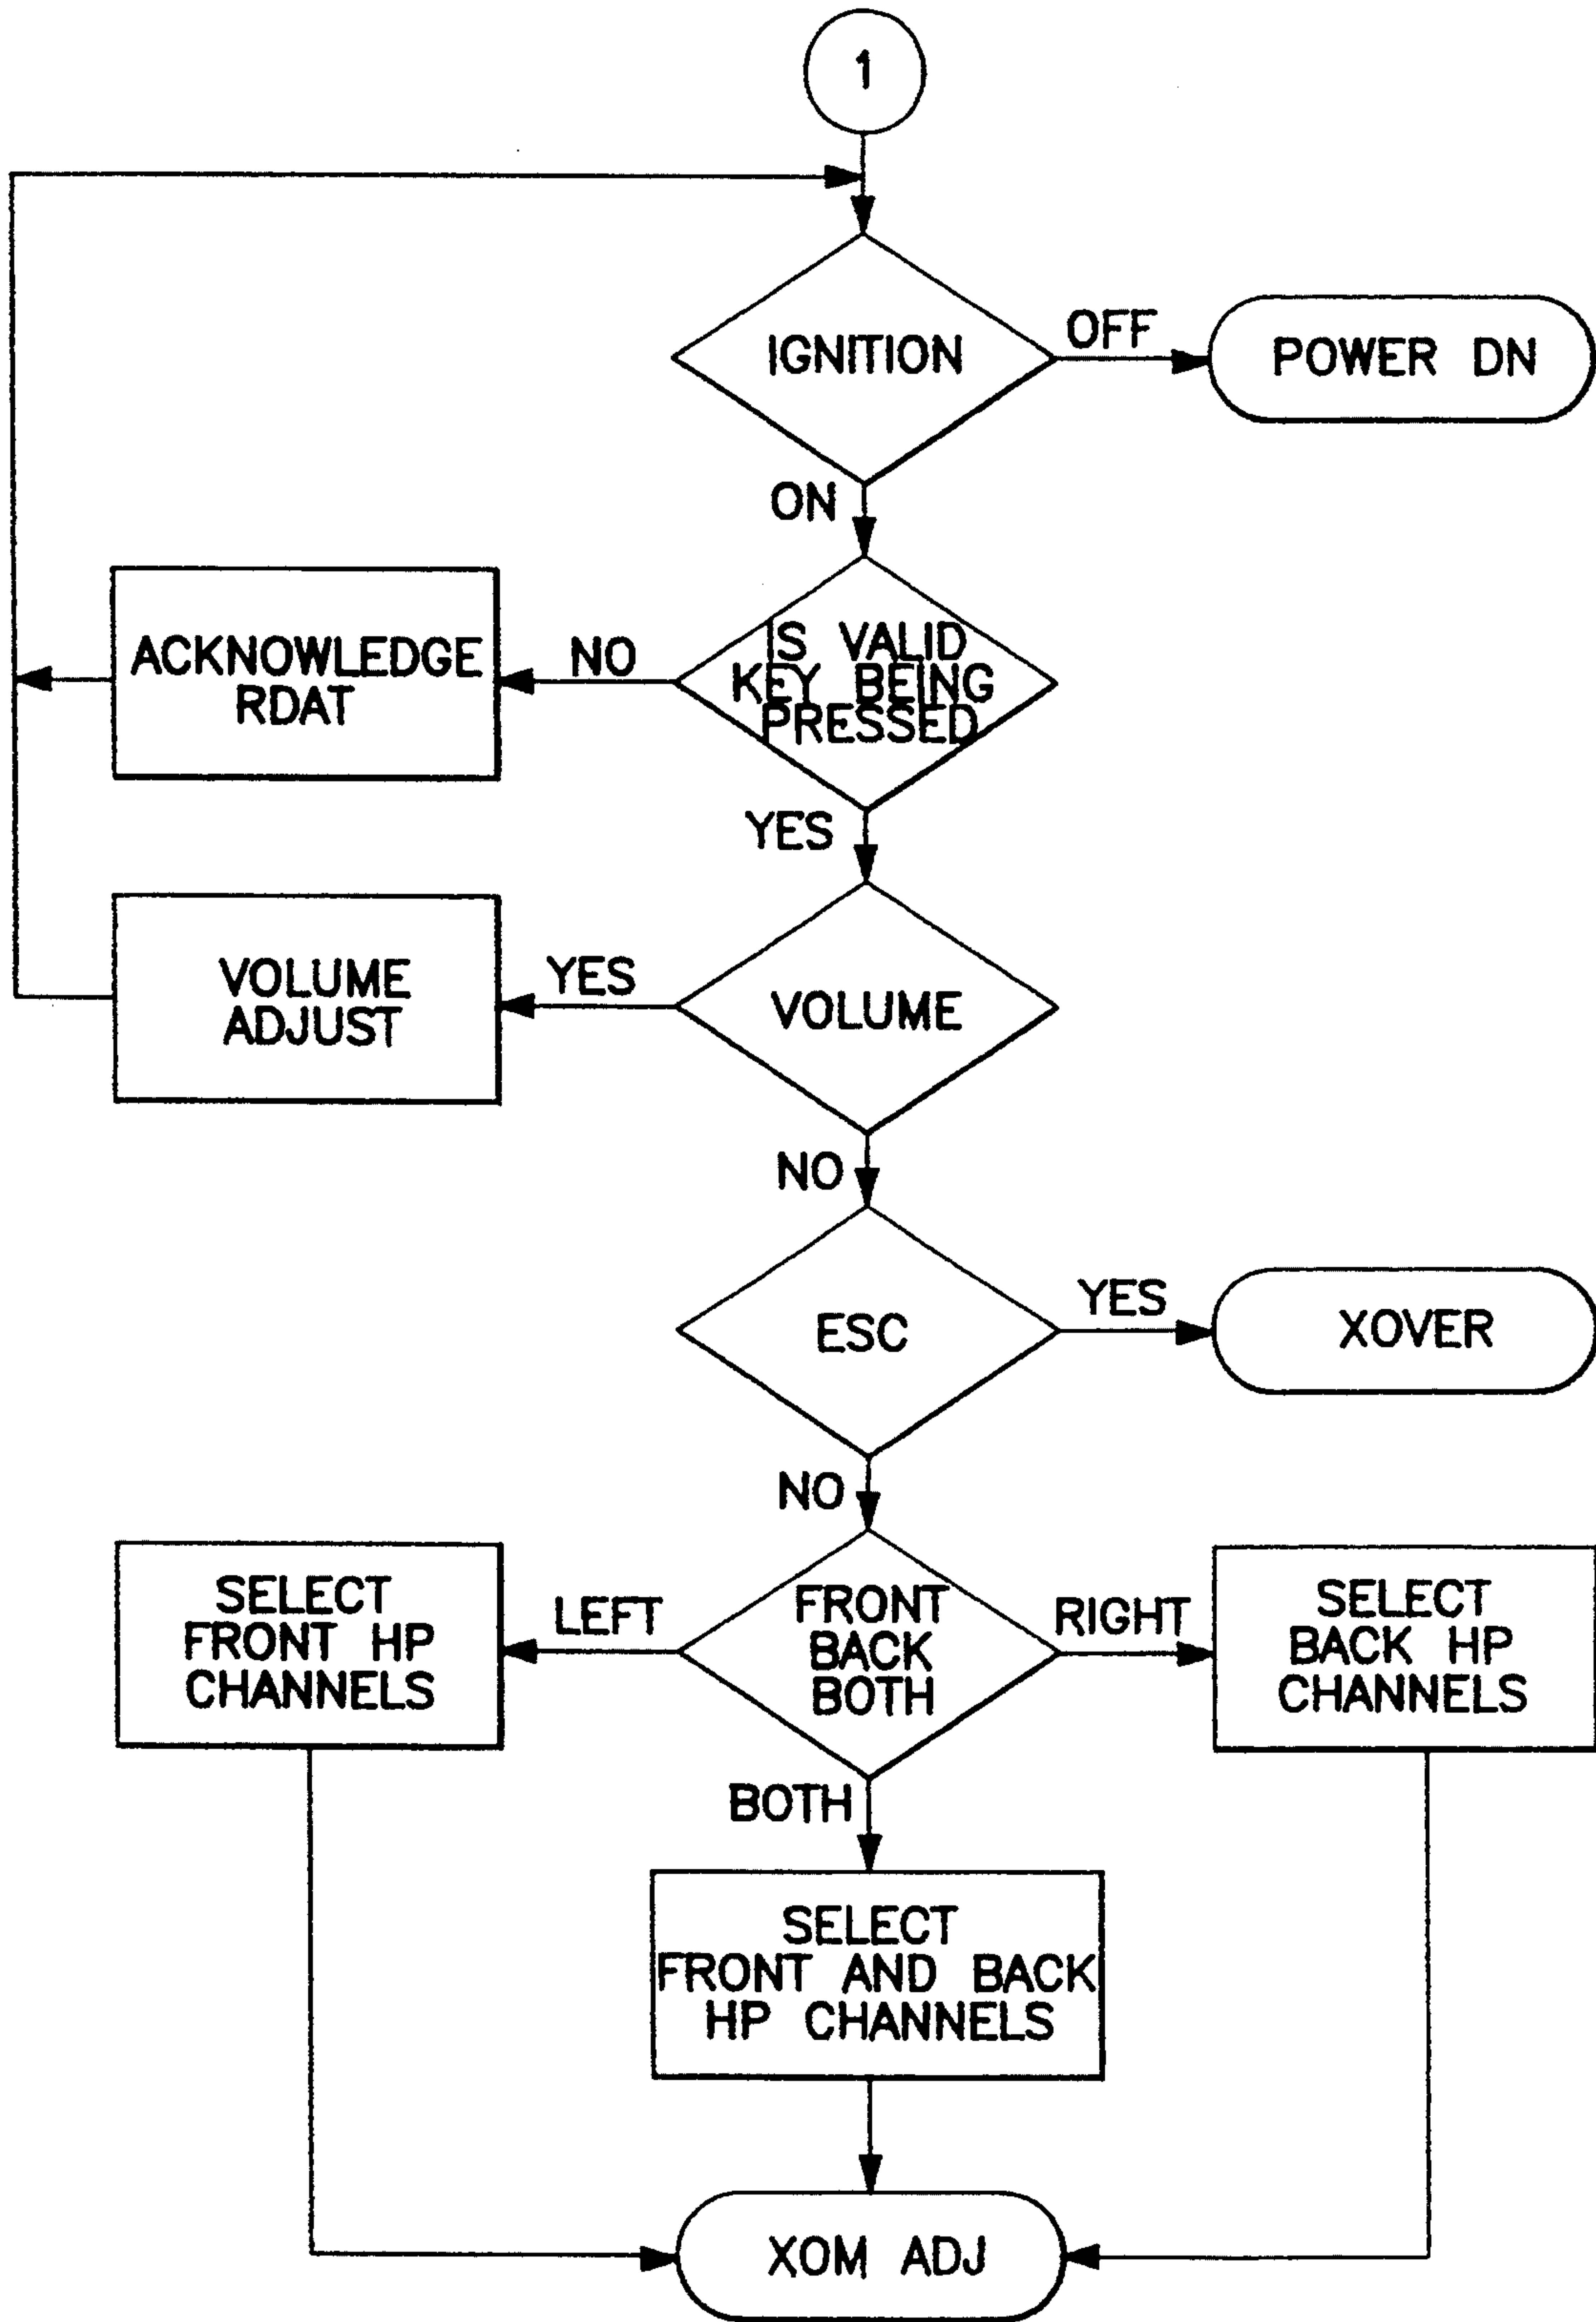 1
IGNITION
OFF
POWER DN
ON
IS VALID
KEY BEING
PRESSED
NO
ACKNOWLEDGE
RDAT
YES
VOLUME
YES
VOLUME
ADJUST
NO
ESC
YES
XOVER
NO
FRONT
BACK
BOTH
LEFT
SELECT
FRONT HP
CHANNELS
RIGHT
SELECT
BACK HP
CHANNELS
BOTH
SELECT
FRONT AND BACK
HP CHANNELS
XOM ADJ